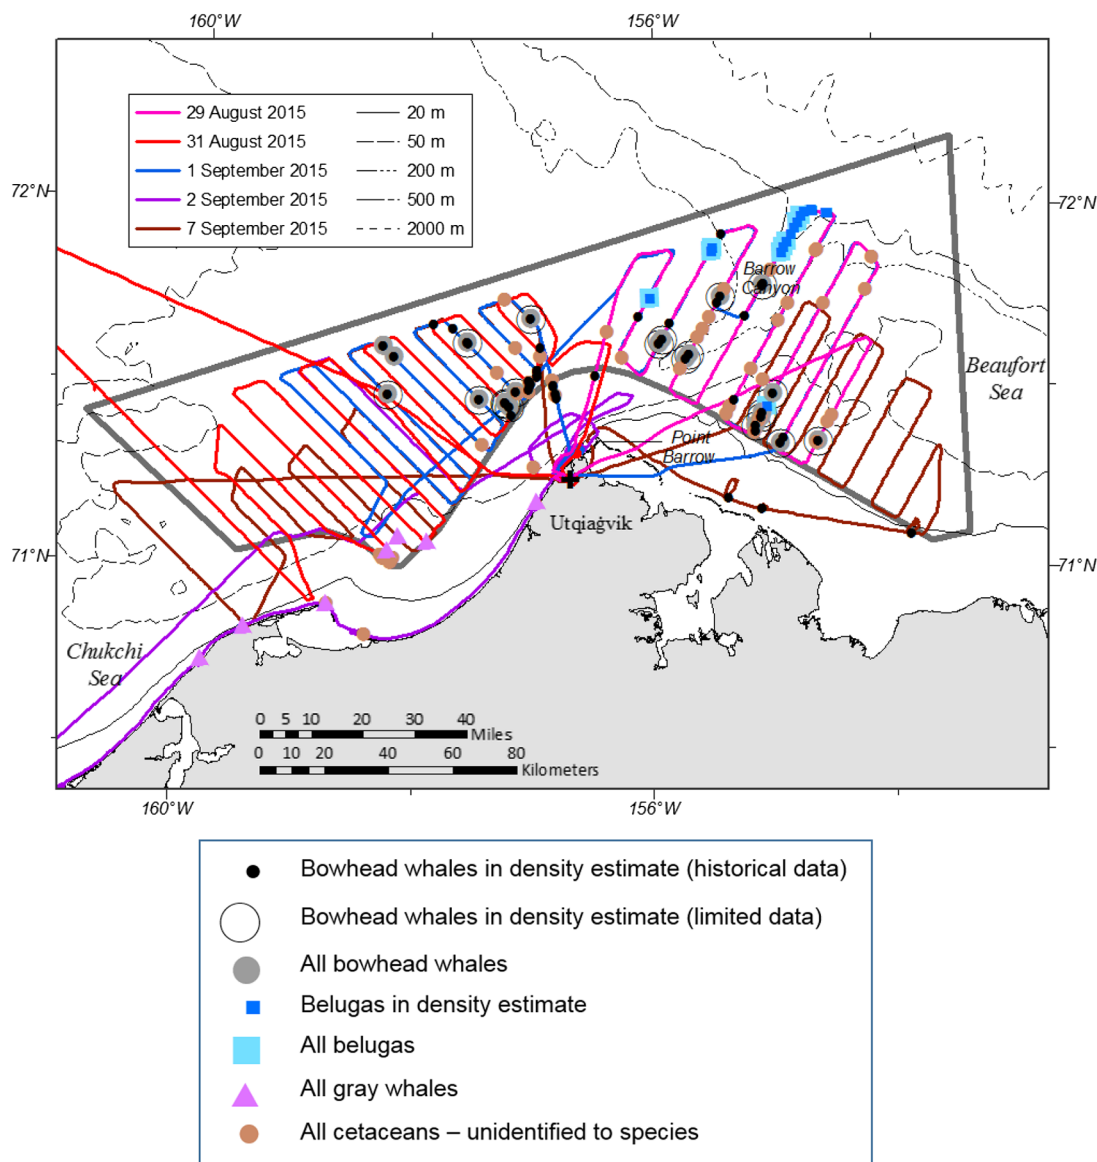 160°W 156°W
29 August 2015 20 m
31 August 2015 50 m
1 September 2015 200 m
2 September 2015 500 m
7 September 2015 2000 m
72°N 72°N
Barrow
Canyon
Beaufort
Sea
Point
Barrow
Utqiaġvik
71°N 71°N
Chukchi
Sea
0 5 10 20 30 40
Miles
0 10 20 40 60 80
Kilometers
160°W 156°W
Bowhead whales in density estimate (historical data)
Bowhead whales in density estimate (limited data)
All bowhead whales
Belugas in density estimate
All belugas
All gray whales
All cetaceans – unidentified to species